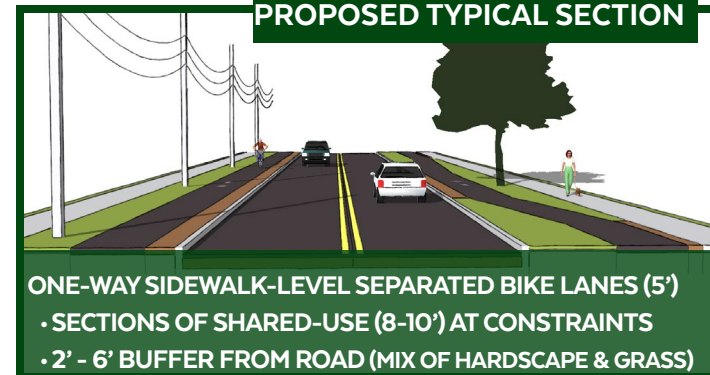 PROPOSED TYPICAL SECTION
ONE-WAY SIDEWALK-LEVEL SEPARATED BIKE LANES (5’)
• SECTIONS OF SHARED-USE (8-10’) AT CONSTRAINTS
• 2’ - 6’ BUFFER FROM ROAD (MIX OF HARDSCAPE & GRASS)